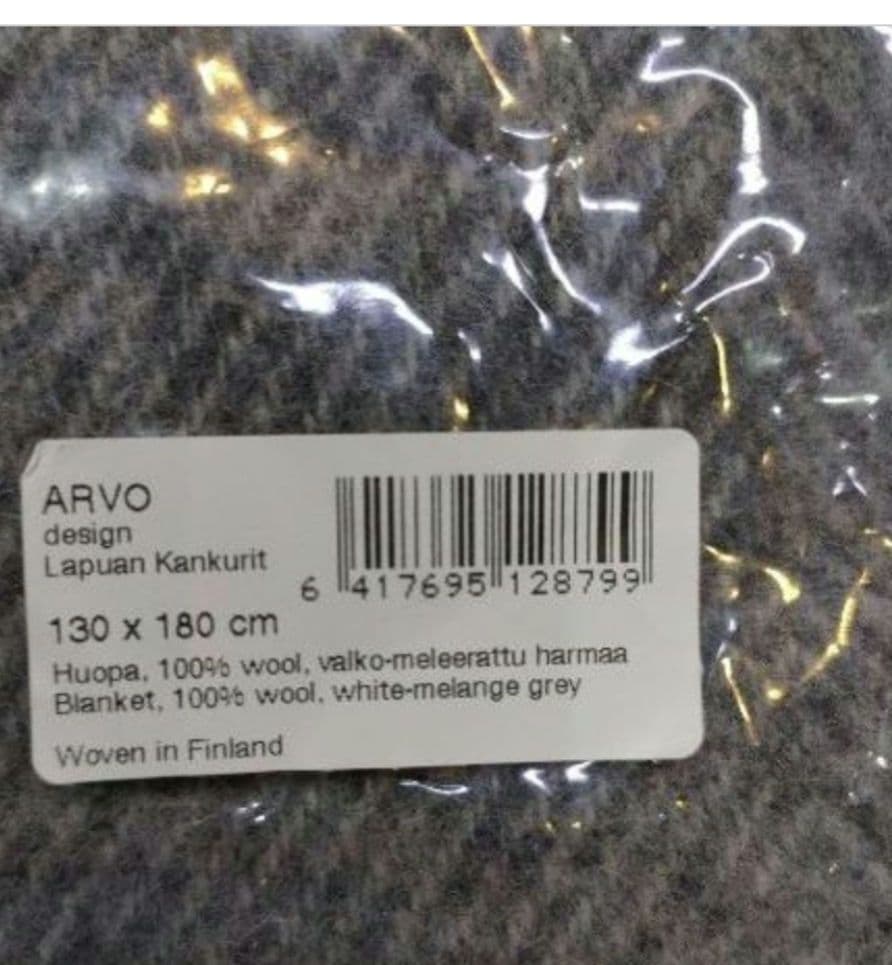 ARVO
design
Lapuan Kankurit
6 417695 128799
130 x 180 cm
Huopa, 100% wool, valko-meleerattu harmaa
Blanket, 100% wool, white-melange grey
Woven in Finland